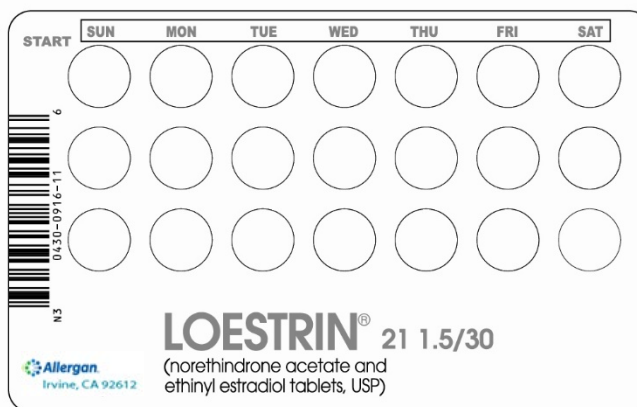 START SUN MON TUE WED THU FRI SAT
6
0430-0916-11
N3
LOESTRIN® 21 1.5/30
(norethindrone acetate and
ethinyl estradiol tablets, USP)
Allergan.
Irvine, CA 92612